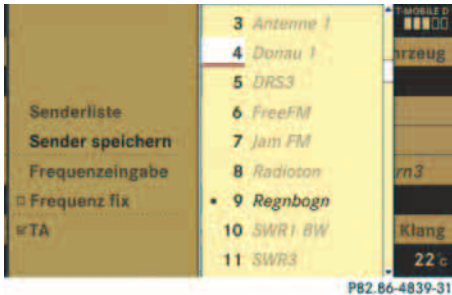 T-MOBILE D
3 Antenne 1
4 Donau 1
hrzeug
5 DRS3
Senderliste
6 FreeFM
Sender speichern
7 Jam FM
Frequenzeingabe
8 Radioton
rn3
Frequenz fix
9 Regnbogn
TA
10 SWR1 BW
Klang
11 SWR3
22°c
P82.86-4839-31